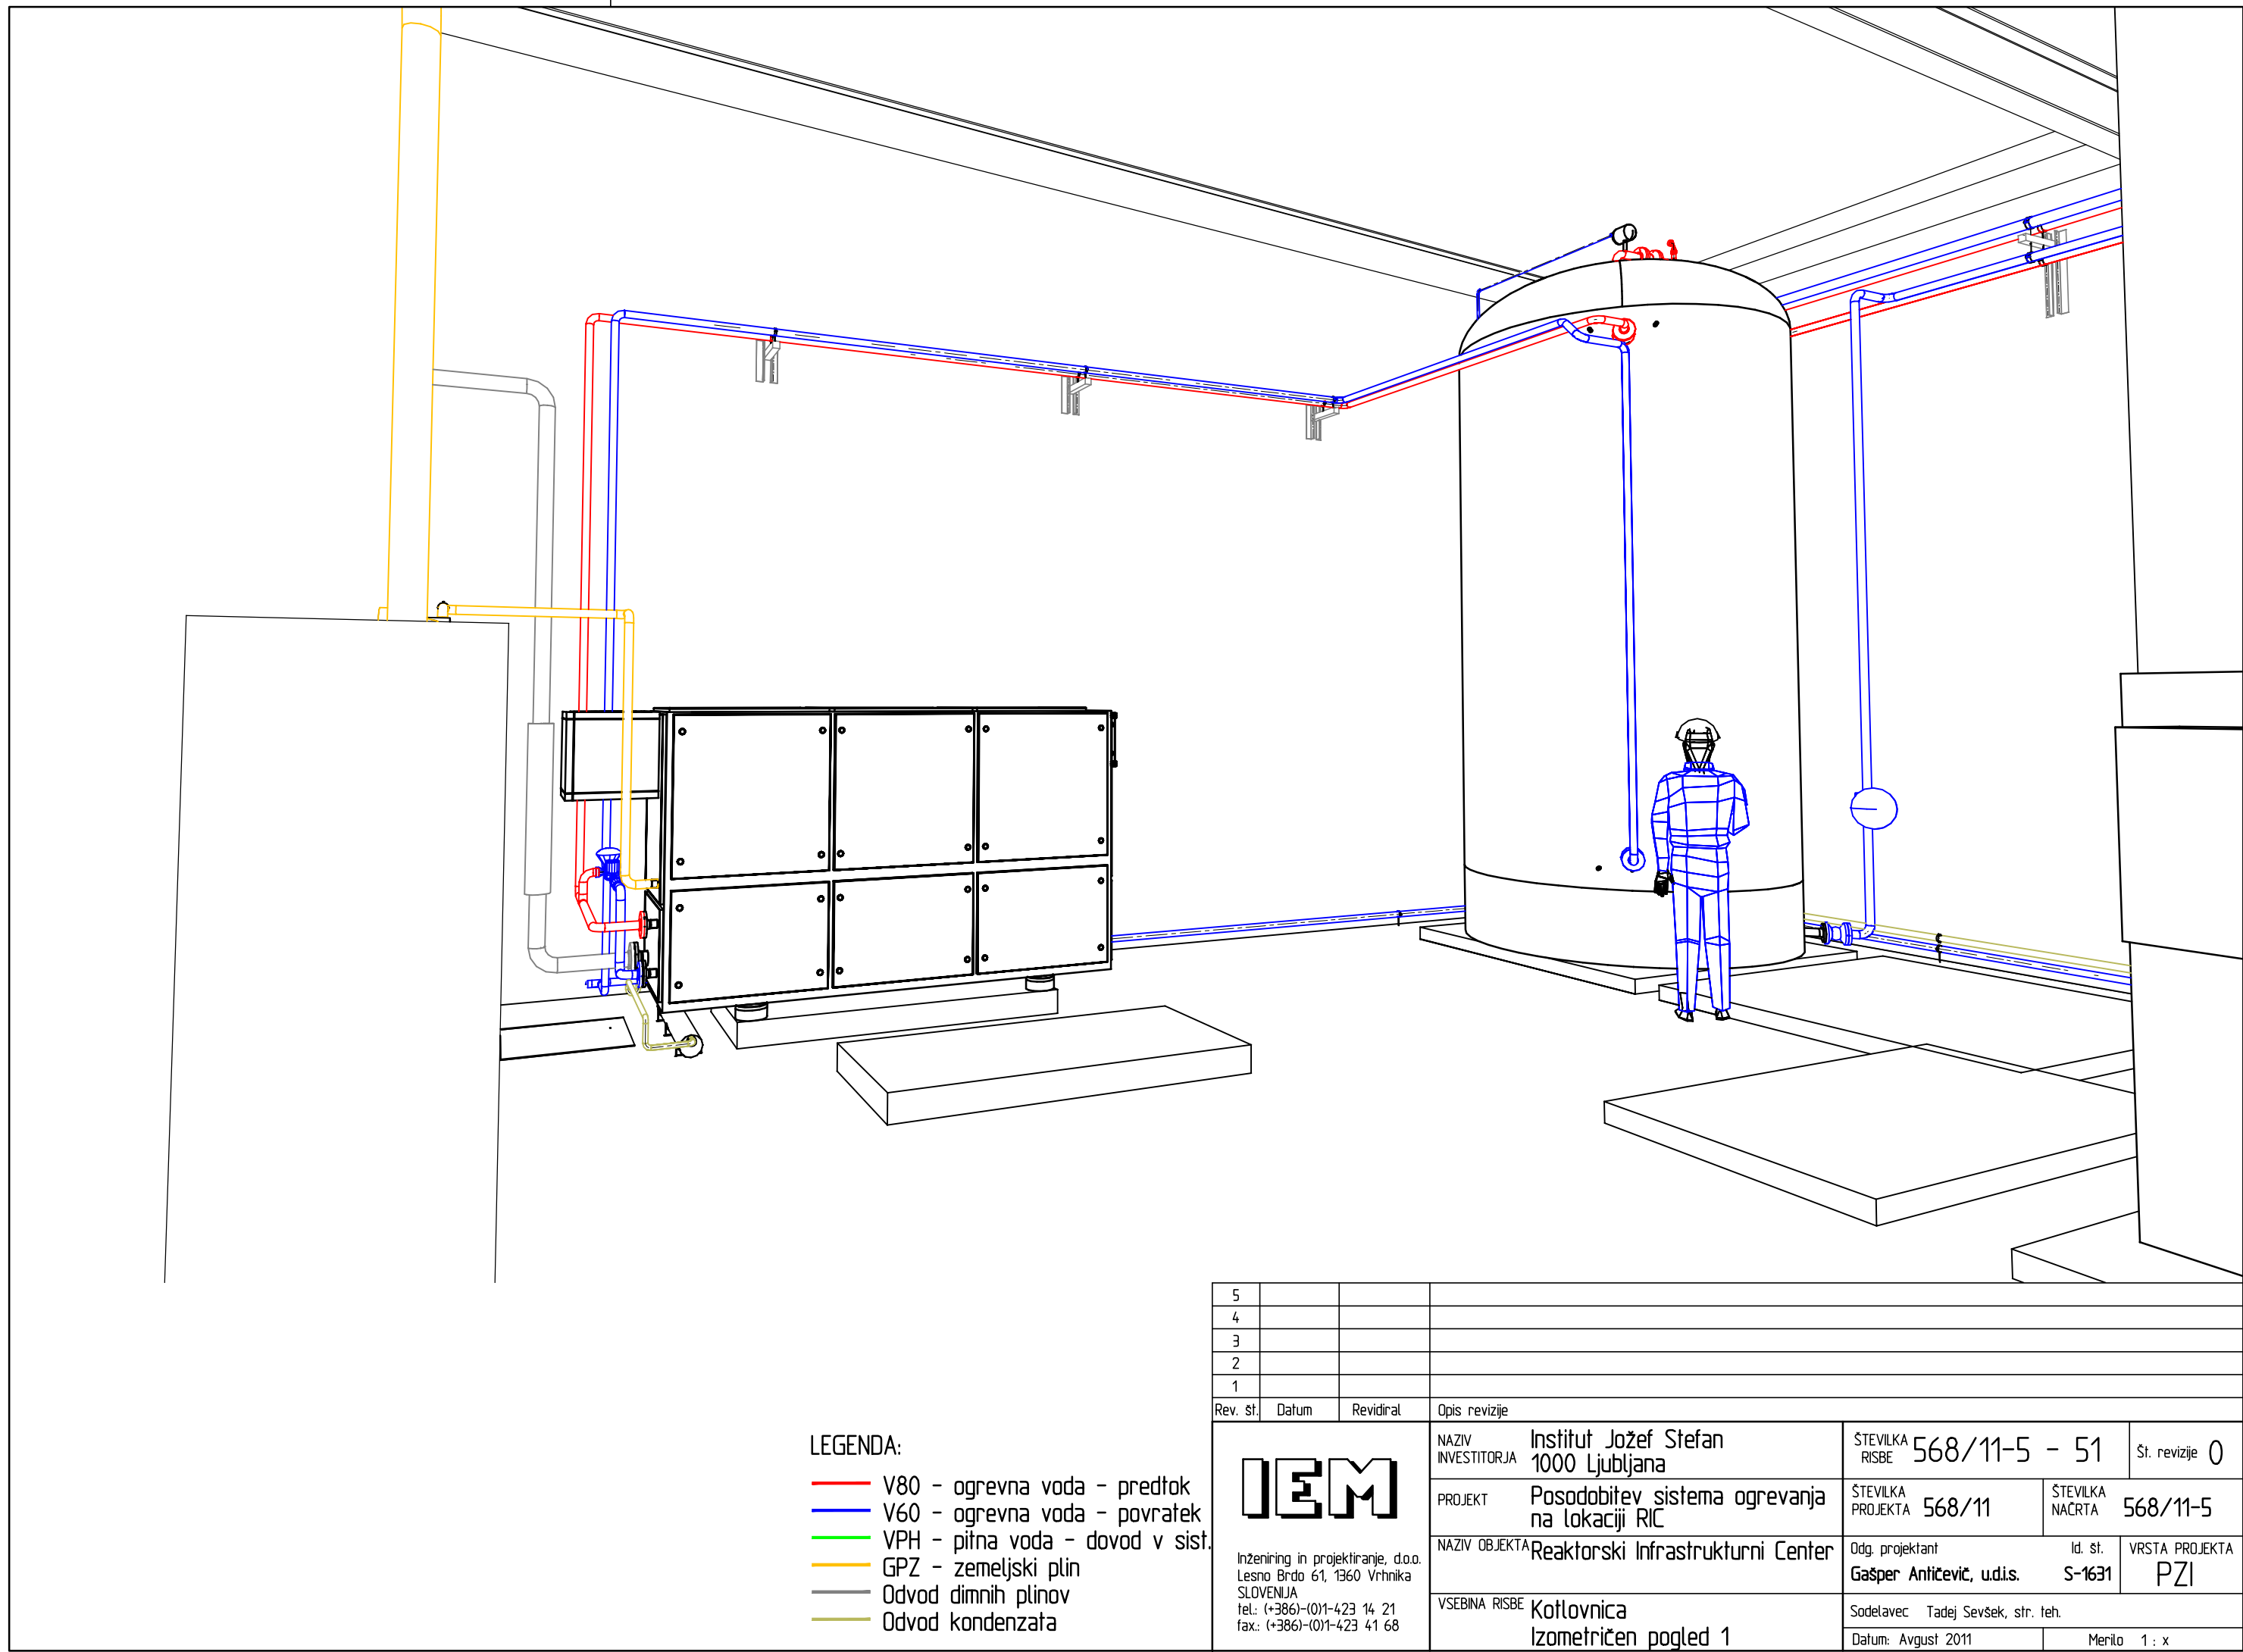 LEGENDA:
V80 - ogrevna voda - predtok
V60 - ogrevna voda - povratek
VPH - pitna voda - dovod v sist.
GPZ - zemeljski plin
Odvod dimnih plinov
Odvod kondenzata
5
4
3
2
1
Rev. št. Datum Revidiral Opis revizije
IEM
Inženiring in projektiranje, d.o.o.
Lesno Brdo 61, 1360 Vrhnika
SLOVENIJA
tel.: (+386)-(0)1-423 14 21
fax.: (+386)-(0)1-423 41 68
NAZIV INVESTITORJA
Institut Jožef Stefan
1000 Ljubljana
ŠTEVILKA RISBE 568/11-5 - 51
Št. revizije 0
PROJEKT
Posodobitev sistema ogrevanja
na lokaciji RIC
ŠTEVILKA PROJEKTA 568/11
ŠTEVILKA NAČRTA 568/11-5
NAZIV OBJEKTA Reaktorski Infrastrukturni Center
Odg. projektant Id. št.
Gašper Antičevič, u.d.i.s. S-1631
VRSTA PROJEKTA
PZI
VSEBINA RISBE
Kotlovnica
Izometričen pogled 1
Sodelavec Tadej Sevšek, str. teh.
Datum: Avgust 2011 Merilo 1 : x